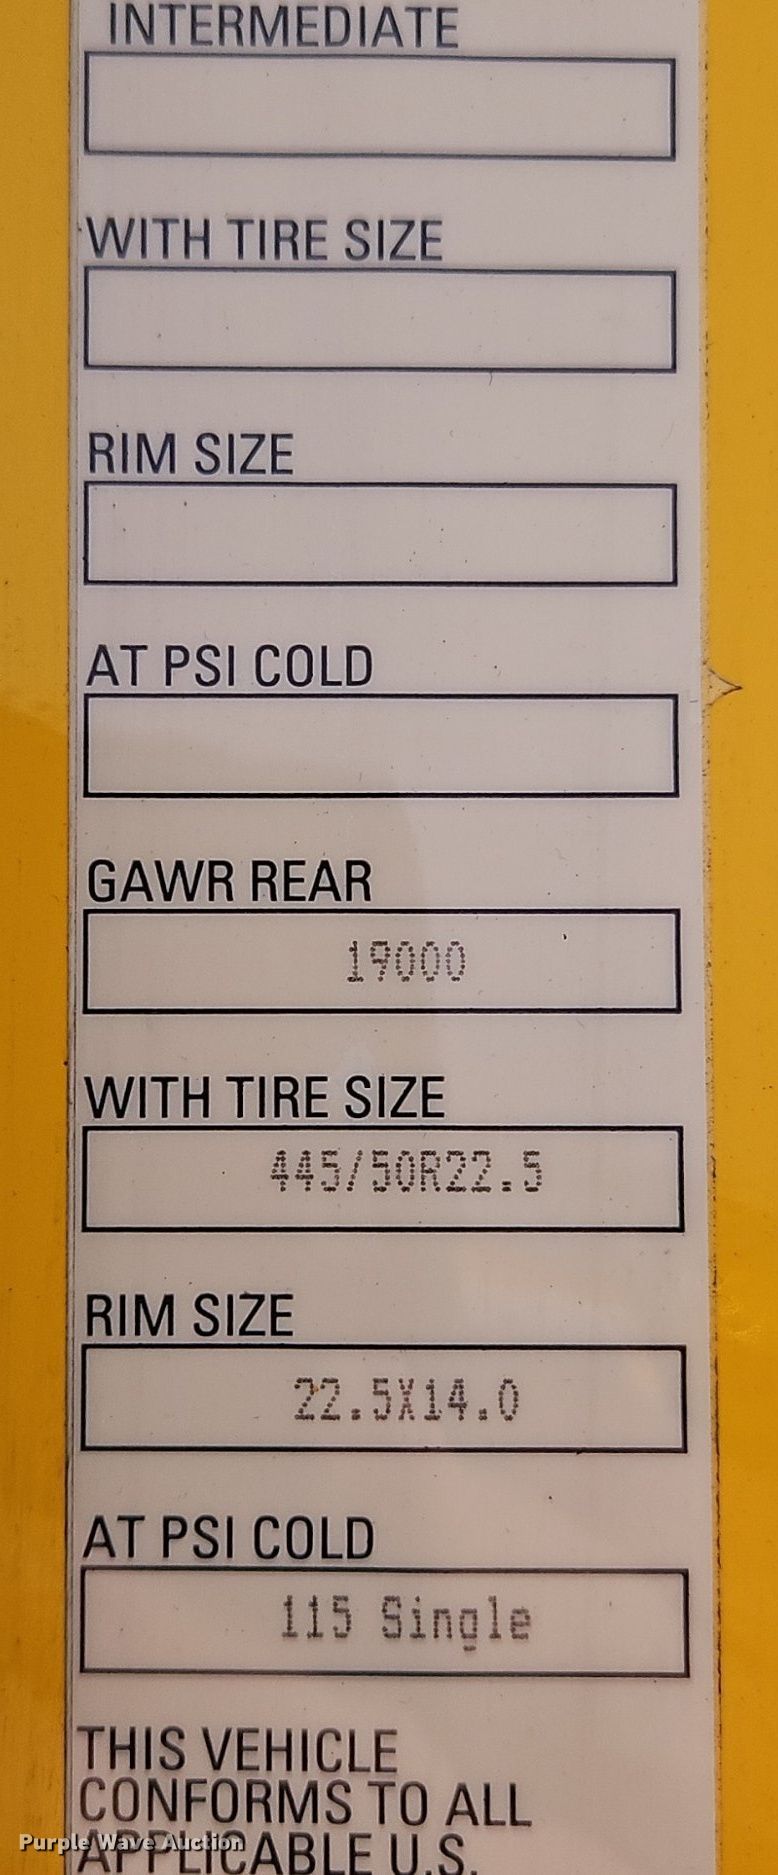 INTERMEDIATE
WITH TIRE SIZE
RIM SIZE
AT PSI COLD
GAWR REAR
19000
WITH TIRE SIZE
445/50R22.5
RIM SIZE
22.5X14.0
AT PSI COLD
115 Single
THIS VEHICLE
CONFORMS TO ALL
APPLICABLE U.S.
Purple Wave Auction